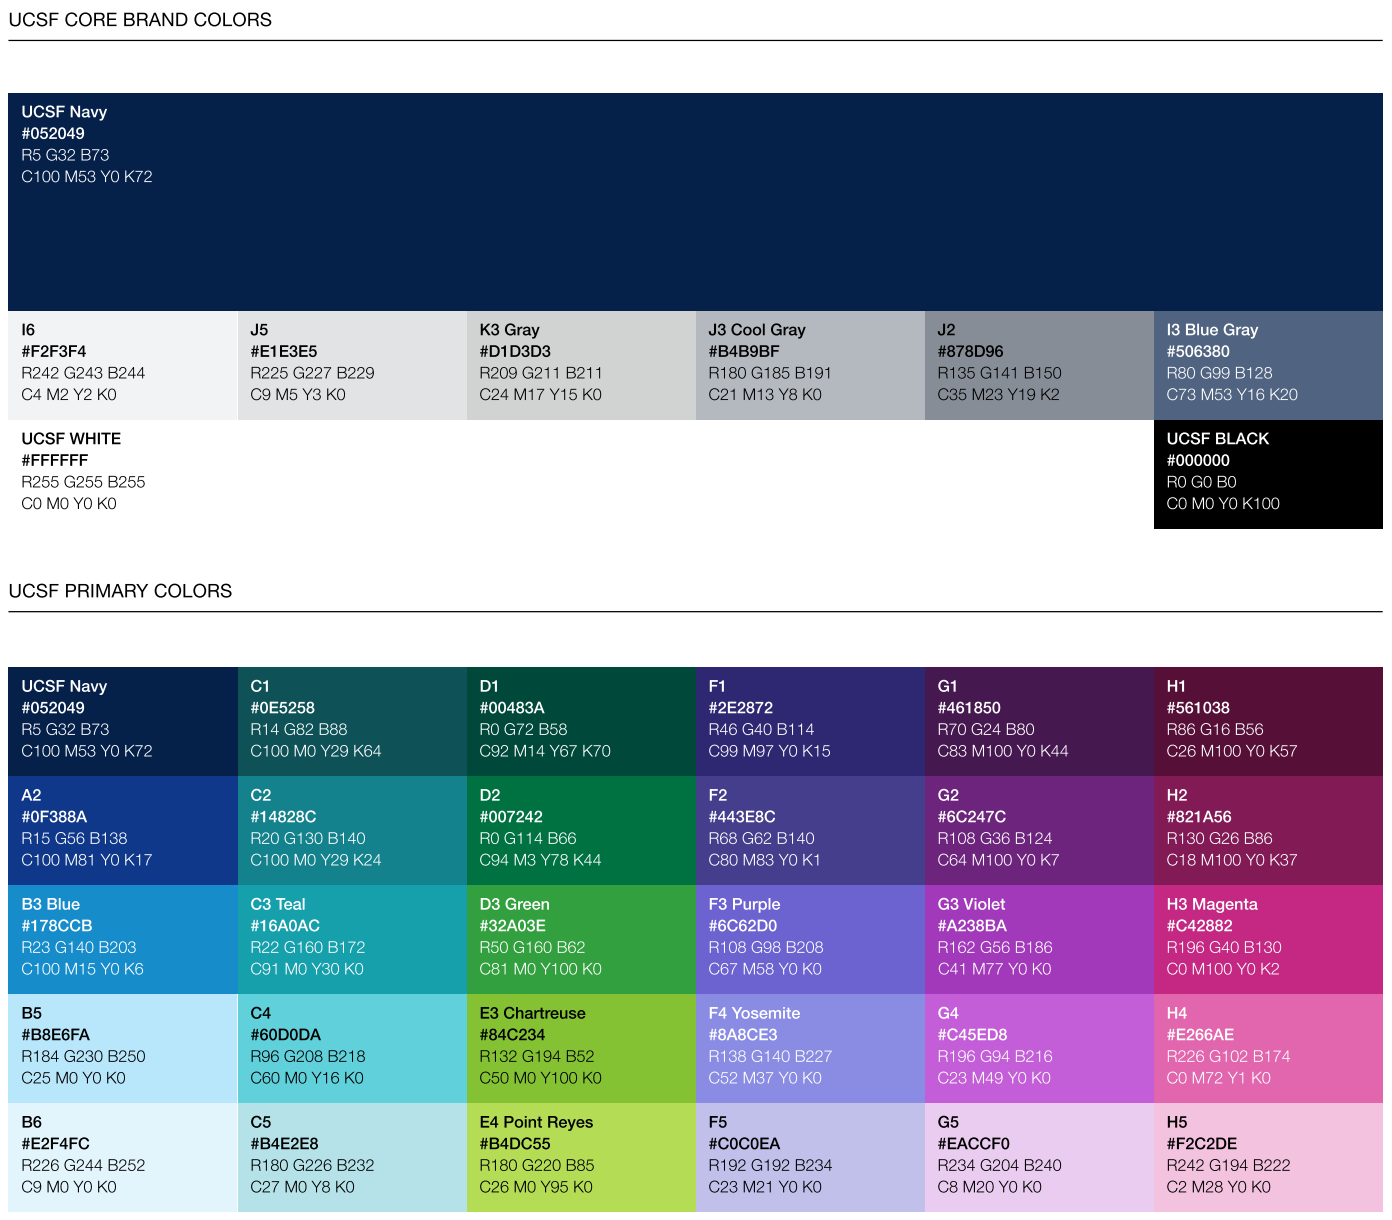 UCSF CORE BRAND COLORS
UCSF Navy
#052049
R5 G32 B73
C100 M53 Y0 K72
I6
#F2F3F4
R242 G243 B244
C4 M2 Y2 K0
J5
#E1E3E5
R225 G227 B229
C9 M5 Y3 K0
K3 Gray
#D1D3D3
R209 G211 B211
C24 M17 Y15 K0
J3 Cool Gray
#B4B9BF
R180 G185 B191
C21 M13 Y8 K0
J2
#878D96
R135 G141 B150
C35 M23 Y19 K2
I3 Blue Gray
#506380
R80 G99 B128
C73 M53 Y16 K20
UCSF WHITE
#FFFFFF
R255 G255 B255
C0 M0 Y0 K0
UCSF BLACK
#000000
R0 G0 B0
C0 M0 Y0 K100
UCSF PRIMARY COLORS
UCSF Navy
#052049
R5 G32 B73
C100 M53 Y0 K72
C1
#0E5258
R14 G82 B88
C100 M0 Y29 K64
D1
#00483A
R0 G72 B58
C92 M14 Y67 K70
F1
#2E2872
R46 G40 B114
C99 M97 Y0 K15
G1
#461850
R70 G24 B80
C83 M100 Y0 K44
H1
#561038
R86 G16 B56
C26 M100 Y0 K57
A2
#0F388A
R15 G56 B138
C100 M81 Y0 K17
C2
#14828C
R20 G130 B140
C100 M0 Y29 K24
D2
#007242
R0 G114 B66
C94 M3 Y78 K44
F2
#443E8C
R68 G62 B140
C80 M83 Y0 K1
G2
#6C247C
R108 G36 B124
C64 M100 Y0 K7
H2
#821A56
R130 G26 B86
C18 M100 Y0 K37
B3 Blue
#178CCB
R23 G140 B203
C100 M15 Y0 K6
C3 Teal
#16A0AC
R22 G160 B172
C91 M0 Y30 K0
D3 Green
#32A03E
R50 G160 B62
C81 M0 Y100 K0
F3 Purple
#6C62D0
R108 G98 B208
C67 M58 Y0 K0
G3 Violet
#A238BA
R162 G56 B186
C41 M77 Y0 K0
H3 Magenta
#C42882
R196 G40 B130
C0 M100 Y0 K2
B5
#B8E6FA
R184 G230 B250
C25 M0 Y0 K0
C4
#60D0DA
R96 G208 B218
C60 M0 Y16 K0
E3 Chartreuse
#84C234
R132 G194 B52
C50 M0 Y100 K0
F4 Yosemite
#8A8CE3
R138 G140 B227
C52 M37 Y0 K0
G4
#C45ED8
R196 G94 B216
C23 M49 Y0 K0
H4
#E266AE
R226 G102 B174
C0 M72 Y1 K0
B6
#E2F4FC
R226 G244 B252
C9 M0 Y0 K0
C5
#B4E2E8
R180 G226 B232
C27 M0 Y8 K0
E4 Point Reyes
#B4DC55
R180 G220 B85
C26 M0 Y95 K0
F5
#C0C0EA
R192 G192 B234
C23 M21 Y0 K0
G5
#EACCF0
R234 G204 B240
C8 M20 Y0 K0
H5
#F2C2DE
R242 G194 B222
C2 M28 Y0 K0